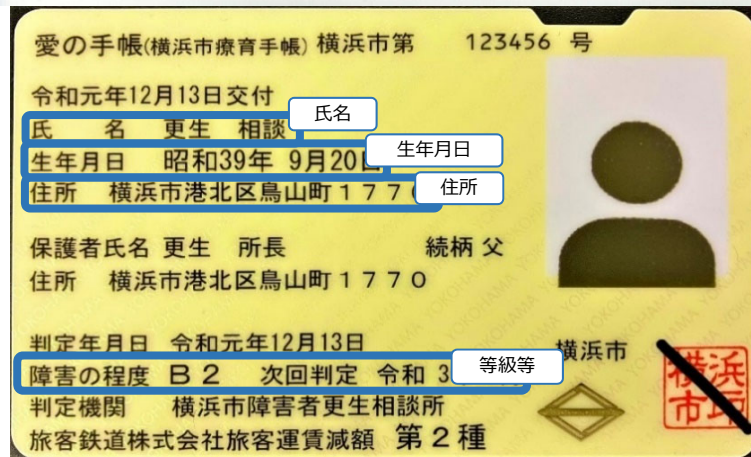 愛の手帳(横浜市療育手帳) 横浜市第 123456 号
令和元年12月13日交付
氏名
氏 名 更生 相談
生年月日
生年月日 昭和39年 9月20日
住所
住所 横浜市港北区鳥山町1770
保護者氏名 更生 所長 続柄 父
住所 横浜市港北区鳥山町1770
判定年月日 令和元年12月13日
横浜市
等級等
障害の程度 B2 次回判定 令和 3
判定機関 横浜市障害者更生相談所
旅客鉄道株式会社旅客運賃減額 第2種